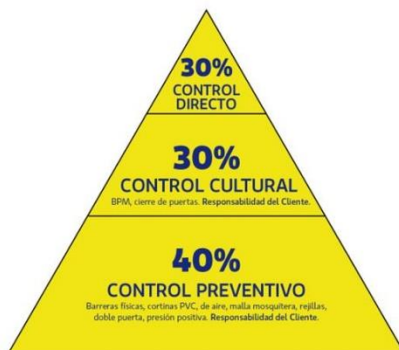 30%
CONTROL
DIRECTO
30%
CONTROL CULTURAL
BPM, cierre de puertas. Responsabilidad del Cliente.
40%
CONTROL PREVENTIVO
Barreras físicas, cortinas PVC, de aire, malla mosquitera, rejillas,
doble puerta, presión positiva. Responsabilidad del Cliente.